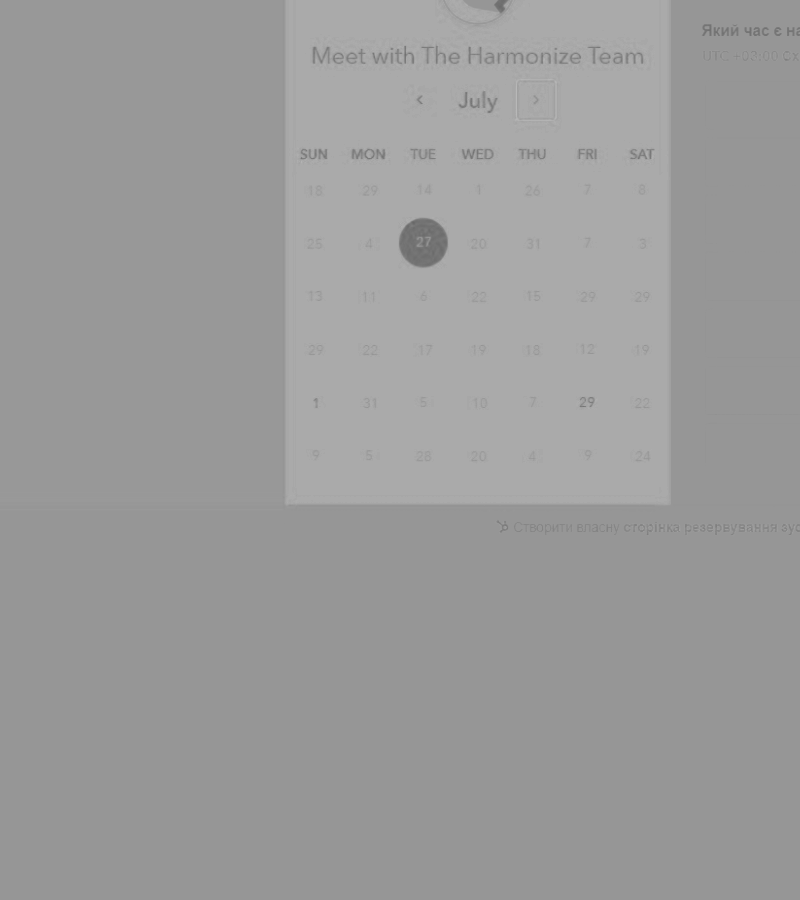 Meet with The Harmonize Team
July
SUN MON TUE WED THU FRI SAT
18 29 14 1 26 7 8
25 4 27 20 31 7 3
13 11 6 22 15 29 29
29 22 17 19 18 12 19
1 31 5 10 7 29 22
9 5 28 20 4 9 24
Який час є
UTC +03:00
Створити власну сторінка резервування